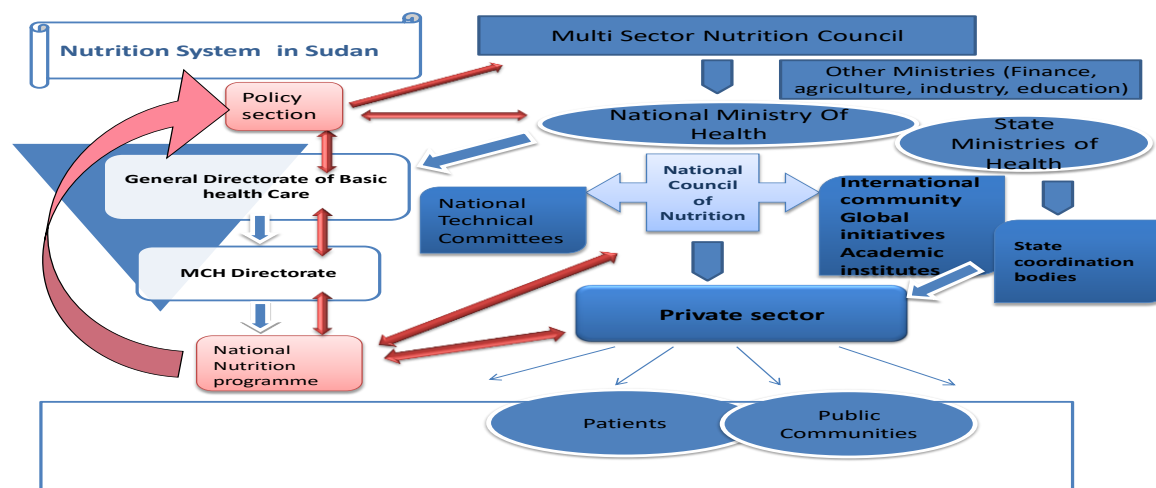 Nutrition System in Sudan
Multi Sector Nutrition Council
Other Ministries (Finance,
agriculture, industry, education)
Policy
section
National Ministry Of
Health
State
Ministries of
Health
General Directorate of Basic
health Care
National
Technical
Committees
National
Council
of
Nutrition
International
community
Global
initiatives
Academic
institutes
State
coordination
bodies
MCH Directorate
Private sector
National
Nutrition
programme
Patients
Public
Communities